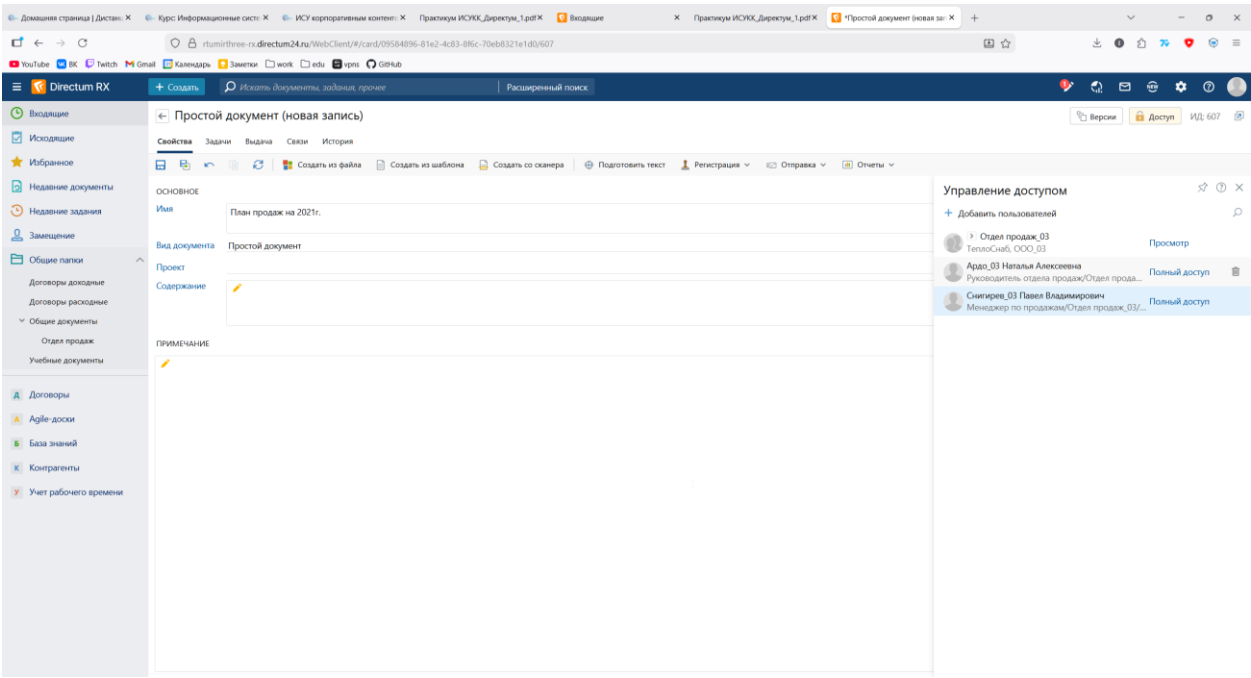 Домашняя страница | Дистанц
Курс: Информационные систе
ИСУ корпоративным контент
Практикум ИСУКК_Директум_1.pdf
Входящие
Практикум ИСУКК_Директум_1.pdf
*Простой документ (новая зап
rtumirthree-rx.directum24.ru/WebClient/#/card/09584896-81e2-4c83-8f6c-70eb8321e1d0/607
YouTube ВК Twitch Gmail Календарь Заметки work edu vpns GitHub
Directum RX
+ Создать
Искать документы, задания, прочее
Расширенный поиск
Входящие
Исходящие
Избранное
Недавние документы
Недавние задания
Замещение
Общие папки
Договоры доходные
Договоры расходные
Общие документы
Отдел продаж
Учебные документы
Д Договоры
A Agile-доски
Б База знаний
К Контрагенты
У Учет рабочего времени
Простой документ (новая запись)
Версии
Доступ
ИД: 607
Свойства Задачи Выдача Связи История
Создать из файла Создать из шаблона Создать со сканера Подготовить текст Регистрация Отправка Отчеты
ОСНОВНОЕ
Имя План продаж на 2021г.
Вид документа Простой документ
Проект
Содержание
ПРИМЕЧАНИЕ
Управление доступом
+ Добавить пользователей
Отдел продаж_03
ТеплоСнаб, ООО_03
Просмотр
Ардо_03 Наталья Алексеевна
Руководитель отдела продаж/Отдел прода...
Полный доступ
Снигирев_03 Павел Владимирович
Менеджер по продажам/Отдел продаж_03/...
Полный доступ